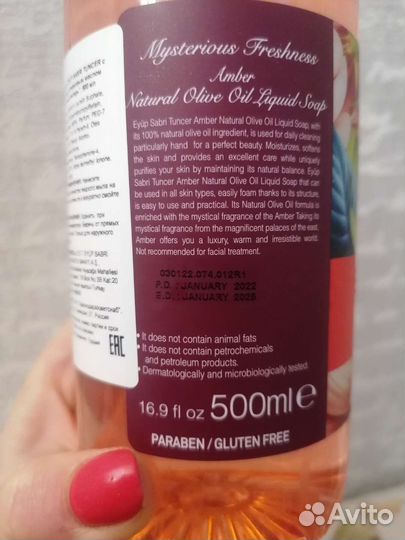 Mysterious Freshness
Amber
Natural Olive Oil Liquid Soap
Eyüp Sabri Tuncer Amber Natural Olive Oil Liquid Soap, with
its 100% natural olive oil ingredient, is used for daily cleaning
particularly hand for a perfect beauty. Moisturizes, softens
the skin and provides an excellent care while uniquely
purifies your skin by maintaining its natural balance. Eyüp
Sabri Tuncer Amber Natural Olive Oil Liquid Soap that can
be used in all skin types, easily foam thanks to its structure,
is easy to use and practical. Its Natural Olive Oil formula is
enriched with the mystical fragrance of the Amber Taking its
mystical fragrance from the magnificent palaces of the east,
Amber offers you a luxury, warm and irresistible world.
Not recommended for facial treatment.
030122.074.012R1
P.D.: JANUARY 2022
E.D.: JANUARY 2025
• It does not contain animal fats
• It does not contain petrochemicals
and petroleum products.
• Dermatologically and microbiologically tested.
16.9 fl oz 500ml e
PARABEN / GLUTEN FREE
EAC
Avito